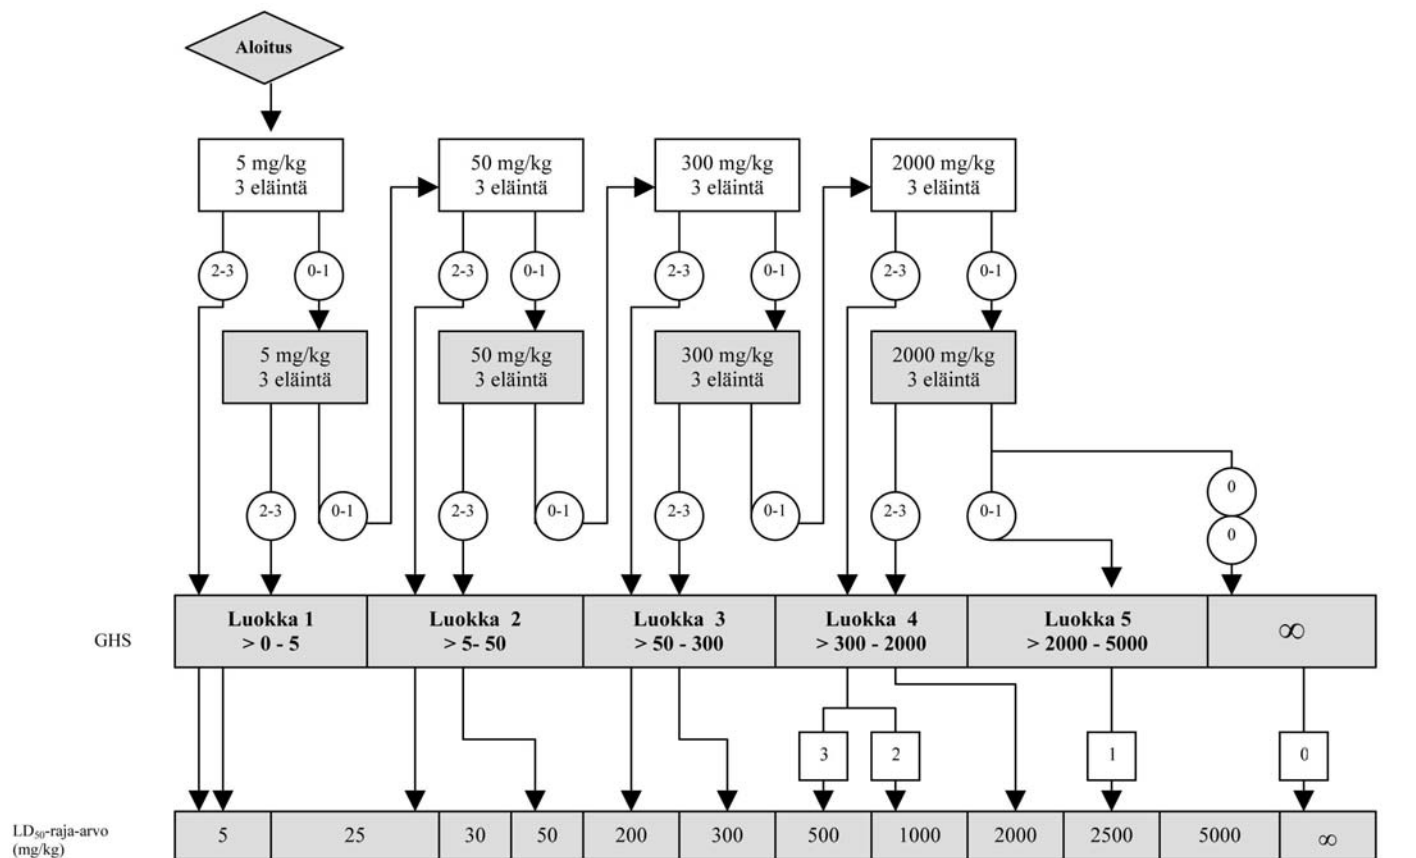 Aloitus
5 mg/kg
3 eläintä
50 mg/kg
3 eläintä
300 mg/kg
3 eläintä
2000 mg/kg
3 eläintä
2-3
0-1
2-3
0-1
2-3
0-1
2-3
0-1
5 mg/kg
3 eläintä
50 mg/kg
3 eläintä
300 mg/kg
3 eläintä
2000 mg/kg
3 eläintä
2-3
0-1
2-3
0-1
2-3
0-1
2-3
0-1
0
0
GHS
Luokka 1
> 0 - 5
Luokka 2
> 5- 50
Luokka 3
> 50 - 300
Luokka 4
> 300 - 2000
Luokka 5
> 2000 - 5000
∞
3
2
1
0
LD₅₀-raja-arvo
(mg/kg)
5
25
30
50
200
300
500
1000
2000
2500
5000
∞